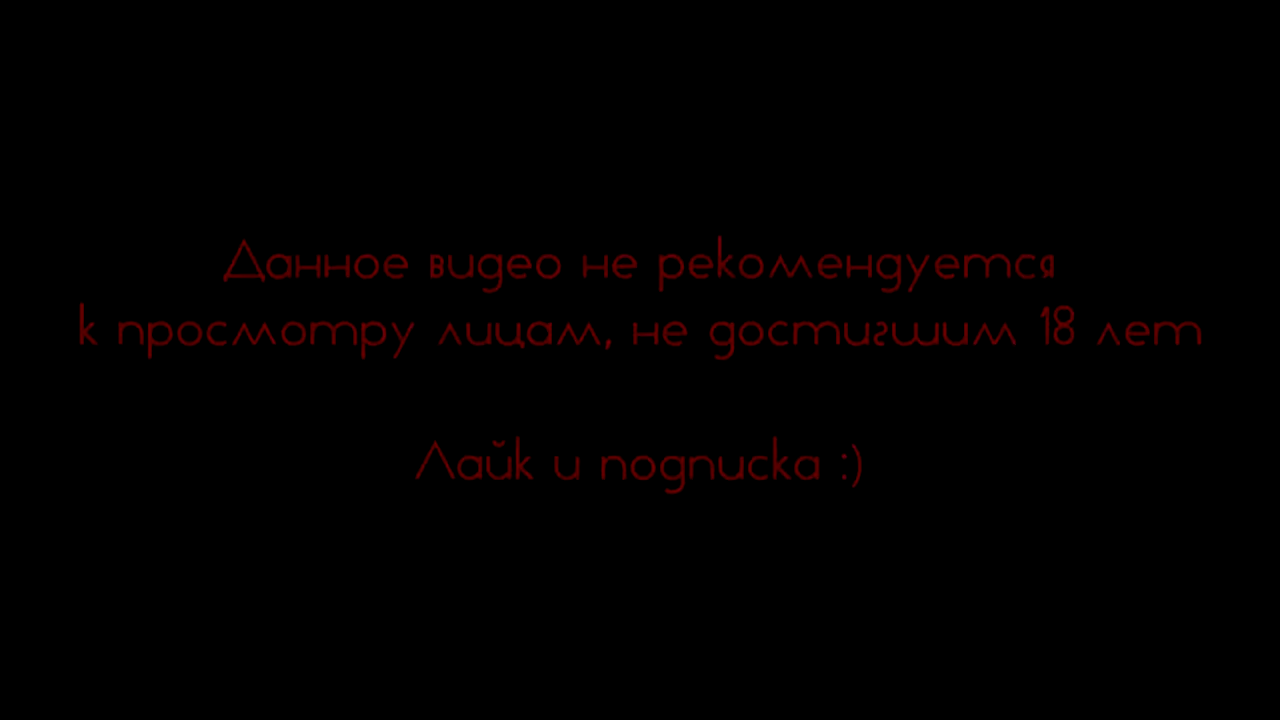 Данное видео не рекомендуется
к просмотру лицам, не достигшим 18 лет
Лайк и подписка :)